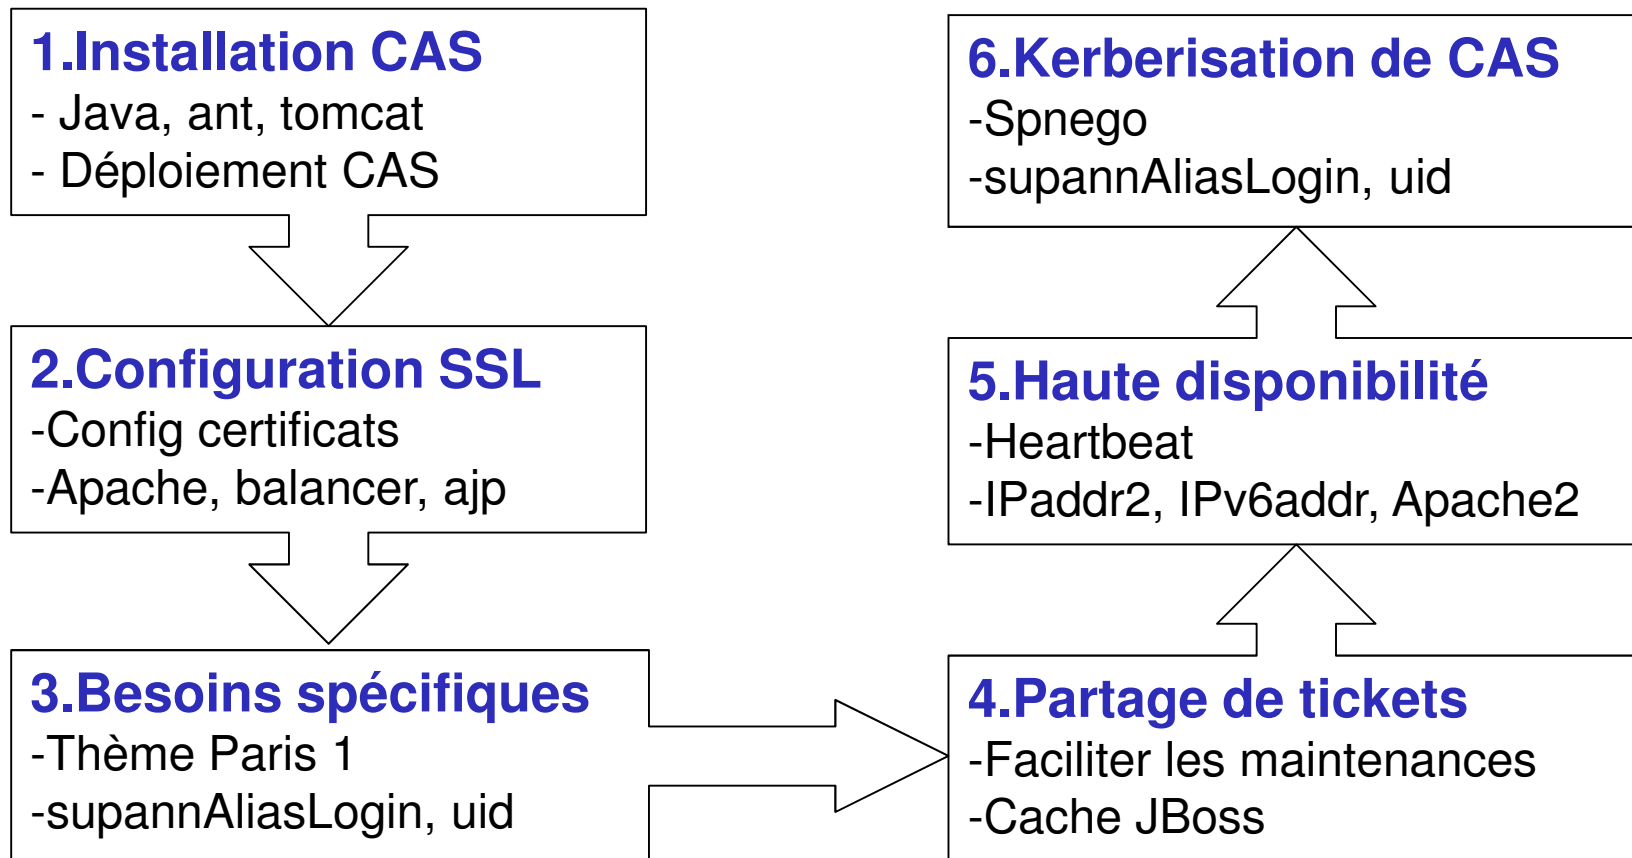 1.Installation CAS
- Java, ant, tomcat
- Déploiement CAS
2.Configuration SSL
-Config certificats
-Apache, balancer, ajp
3.Besoins spécifiques
-Thème Paris 1
-supannAliasLogin, uid
4.Partage de tickets
-Faciliter les maintenances
-Cache JBoss
5.Haute disponibilité
-Heartbeat
-IPaddr2, IPv6addr, Apache2
6.Kerberisation de CAS
-Spnego
-supannAliasLogin, uid